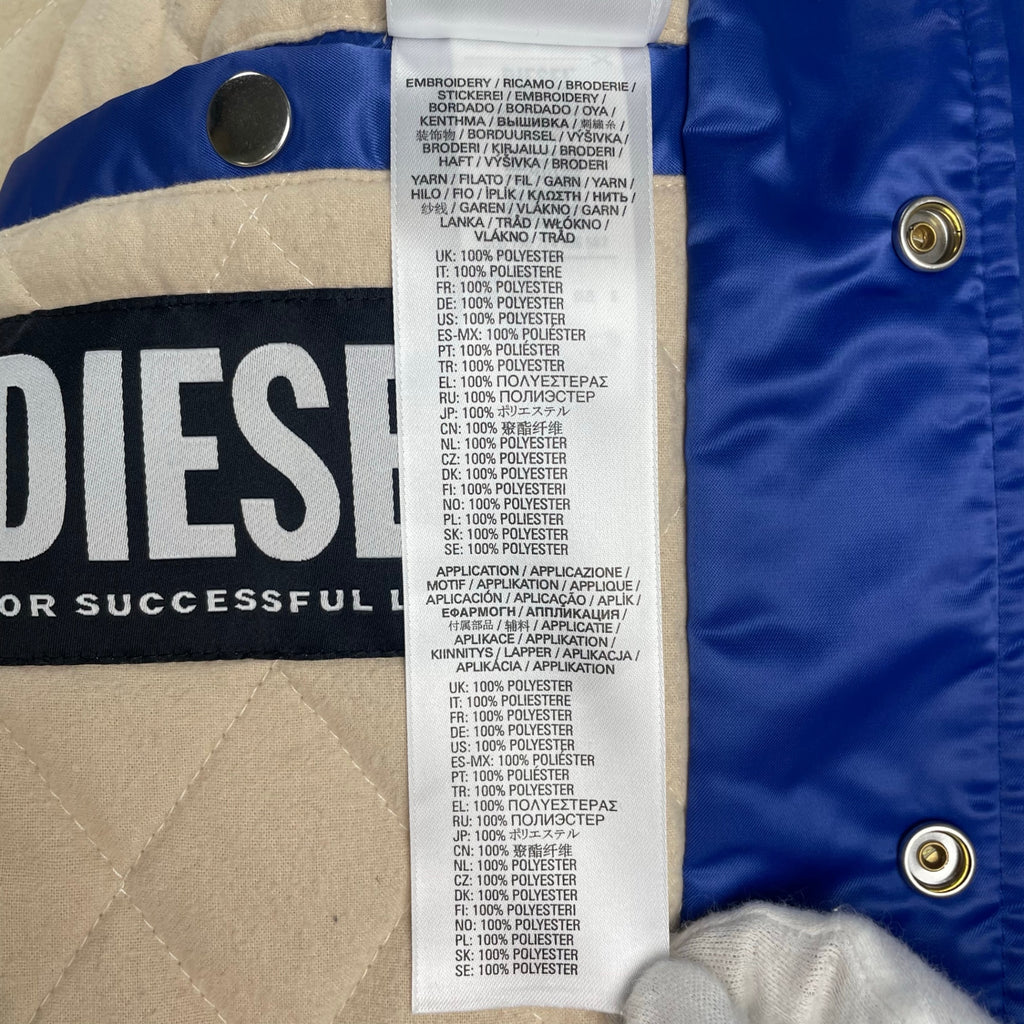 EMBROIDERY / RICAMO / BRODERIE /
STICKEREI / EMBROIDERY /
BORDADO / BORDADO / OYA /
ΚΕΝΤΗΜΑ / ВЫШИВКА / 刺繍糸 /
装饰物 / BORDUURSEL / VÝŠIVKA /
BRODERI / KIRJAILU / BRODERI /
HAFT / VÝŠIVKA / BRODERI
YARN / FILATO / FIL / GARN / YARN /
HILO / FIO / İPLİK / ΚΛΩΣΤΗ / НИТЬ /
纱线 / GAREN / VLÁKNO / GARN /
LANKA / TRÅD / WŁÓKNO /
VLÁKNO / TRÅD
UK: 100% POLYESTER
IT: 100% POLIESTERE
FR: 100% POLYESTER
DE: 100% POLYESTER
US: 100% POLYESTER
ES-MX: 100% POLIÉSTER
PT: 100% POLIÉSTER
TR: 100% POLYESTER
EL: 100% ΠΟΛΥΕΣΤΕΡΑΣ
RU: 100% ПОЛИЭСТЕР
JP: 100% ポリエステル
CN: 100% 聚酯纤维
NL: 100% POLYESTER
CZ: 100% POLYESTER
DK: 100% POLYESTER
FI: 100% POLYESTERI
NO: 100% POLYESTER
PL: 100% POLIESTER
SK: 100% POLYESTER
SE: 100% POLYESTER
APPLICATION / APPLICAZIONE /
MOTIF / APPLIKATION / APPLIQUE /
APLICACIÓN / APLICAÇÃO / APLİK /
ΕΦΑΡΜΟΓΗ / АППЛИКАЦИЯ /
付属部品 / 辅料 / APPLICATIE /
APLIKACE / APPLIKATION /
KIINNITYS / LAPPER / APLIKACJA /
APLIKÁCIA / APPLIKATION
UK: 100% POLYESTER
IT: 100% POLIESTERE
FR: 100% POLYESTER
DE: 100% POLYESTER
US: 100% POLYESTER
ES-MX: 100% POLIÉSTER
PT: 100% POLIÉSTER
TR: 100% POLYESTER
EL: 100% ΠΟΛΥΕΣΤΕΡΑΣ
RU: 100% ПОЛИЭСТЕР
JP: 100% ポリエステル
CN: 100% 聚酯纤维
NL: 100% POLYESTER
CZ: 100% POLYESTER
DK: 100% POLYESTER
FI: 100% POLYESTERI
NO: 100% POLYESTER
PL: 100% POLIESTER
SK: 100% POLYESTER
SE: 100% POLYESTER
DIESE
OR SUCCESSFUL L